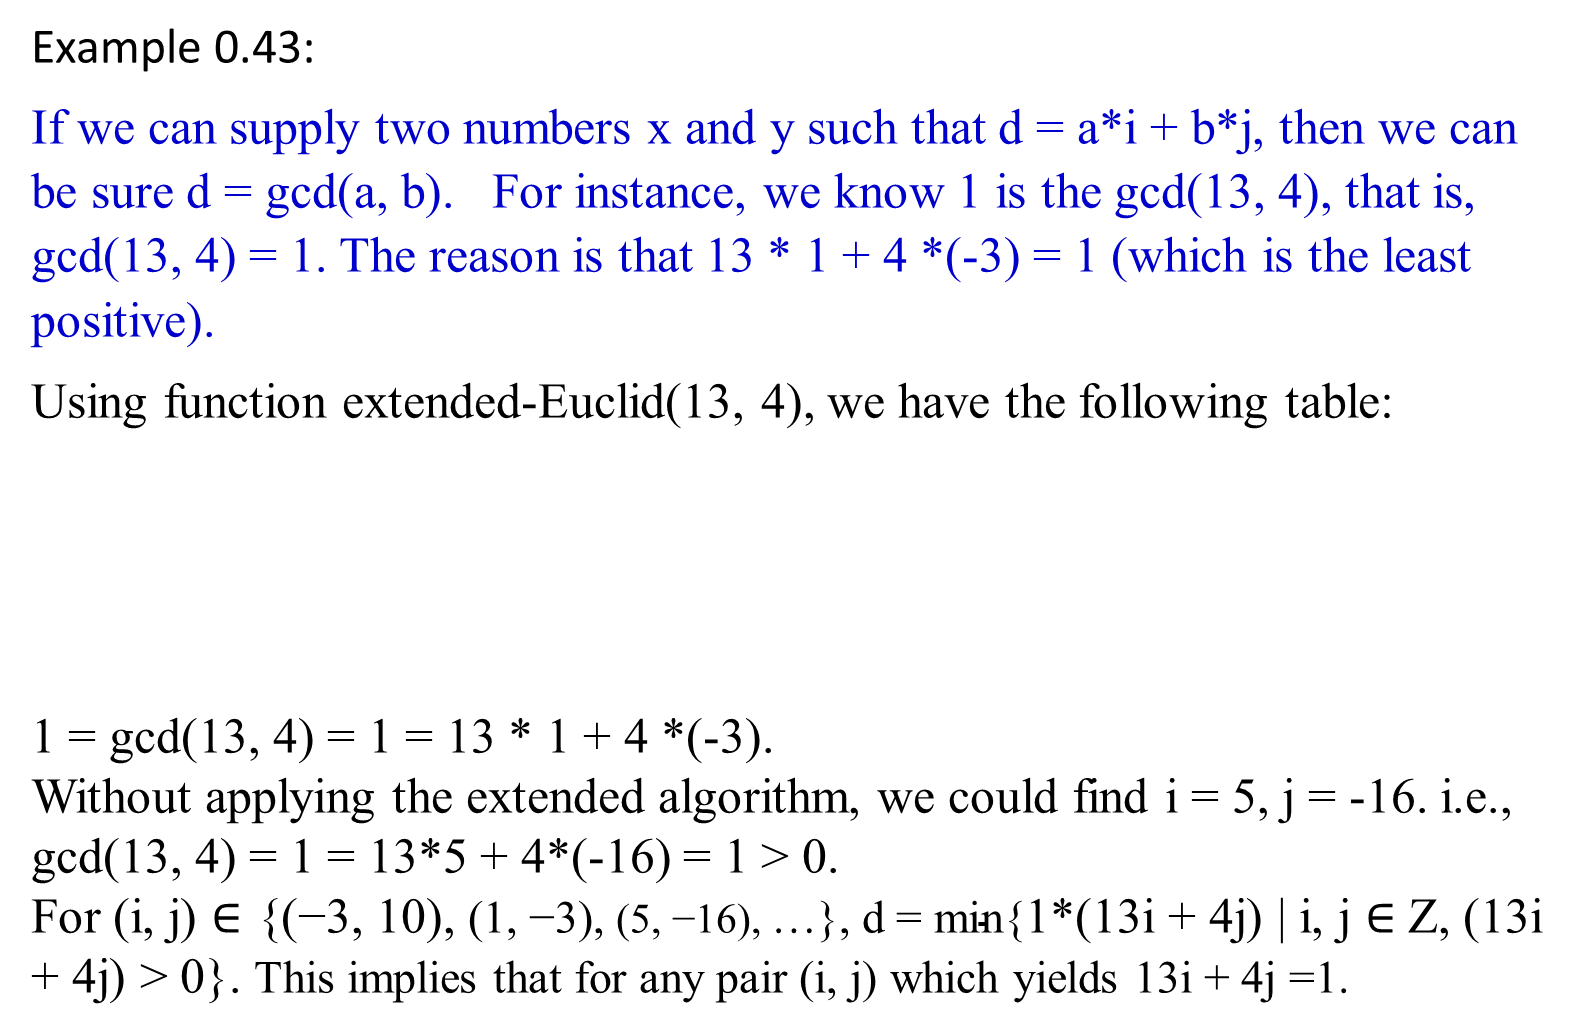 Example 0.43:
If we can supply two numbers x and y such that d = a*i + b*j, then we can
be sure d = gcd(a, b).   For instance, we know 1 is the gcd(13, 4), that is,
gcd(13, 4) = 1. The reason is that 13 * 1 + 4 *(-3) = 1 (which is the least
positive).
Using function extended-Euclid(13, 4), we have the following table:
1 = gcd(13, 4) = 1 = 13 * 1 + 4 *(-3).
Without applying the extended algorithm, we could find i = 5, j = -16. i.e.,
gcd(13, 4) = 1 = 13*5 + 4*(-16) = 1 > 0.
For (i, j) ∈ {(−3, 10), (1, −3), (5, −16), …}, d = min{1*(13i + 4j) | i, j ∈ Z, (13i
+ 4j) > 0}. This implies that for any pair (i, j) which yields 13i + 4j =1.